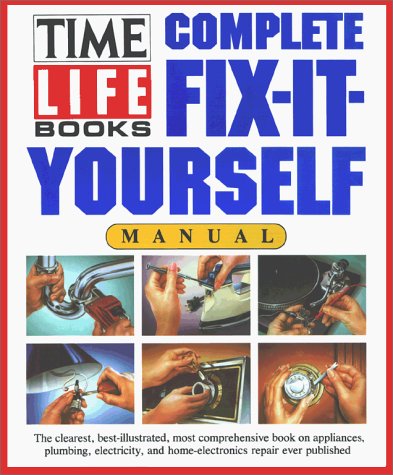 TIME
LIFE
BOOKS
COMPLETE
FIX-IT-
YOURSELF
MANUAL
The clearest, best-illustrated, most comprehensive book on appliances,
plumbing, electricity, and home-electronics repair ever published